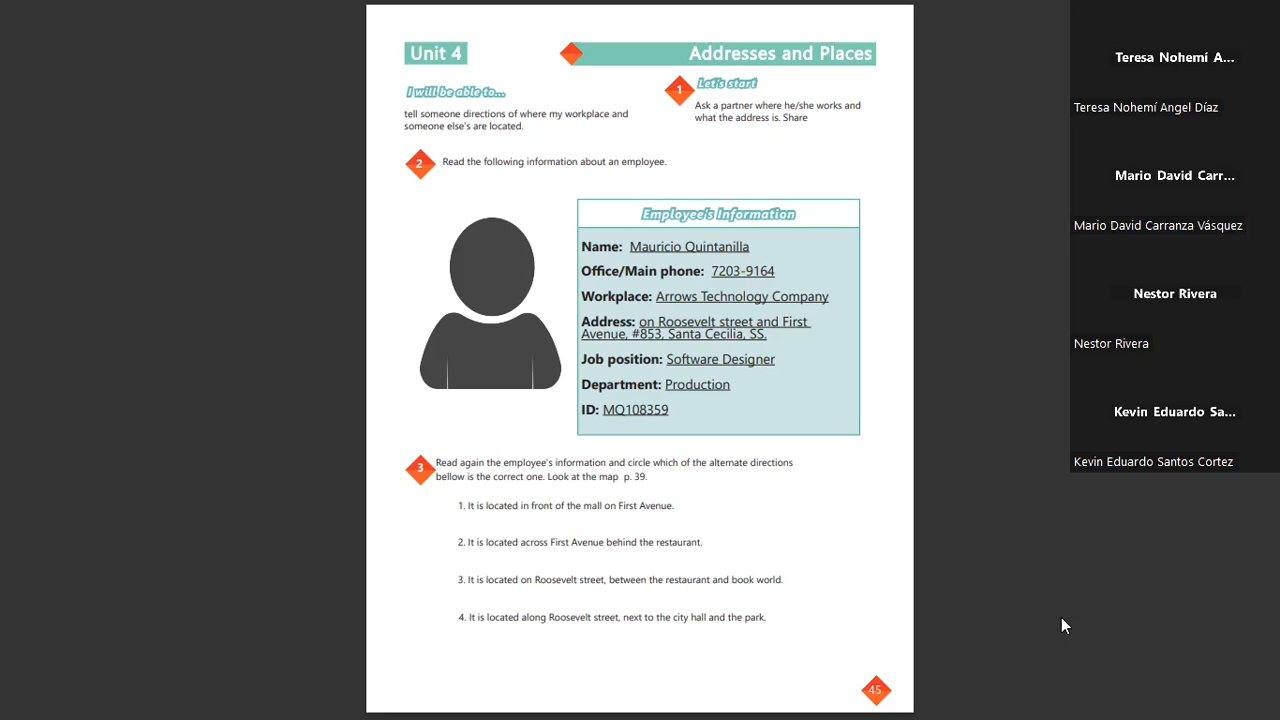 Unit 4
Addresses and Places
I will be able to...
tell someone directions of where my workplace and
someone else's are located.
1
Let's start
Ask a partner where he/she works and
what the address is. Share
2
Read the following information about an employee.
Employee's Information
Name: Mauricio Quintanilla
Office/Main phone: 7203-9164
Workplace: Arrows Technology Company
Address: on Roosevelt street and First
Avenue, #853, Santa Cecilia, SS.
Job position: Software Designer
Department: Production
ID: MQ108359
3
Read again the employee's information and circle which of the alternate directions
bellow is the correct one. Look at the map p. 39.
1. It is located in front of the mall on First Avenue.
2. It is located across First Avenue behind the restaurant.
3. It is located on Roosevelt street, between the restaurant and book world.
4. It is located along Roosevelt street, next to the city hall and the park.
45
Teresa Nohemí A...
Teresa Nohemí Angel Díaz
Mario David Carr...
Mario David Carranza Vásquez
Nestor Rivera
Nestor Rivera
Kevin Eduardo Sa...
Kevin Eduardo Santos Cortez